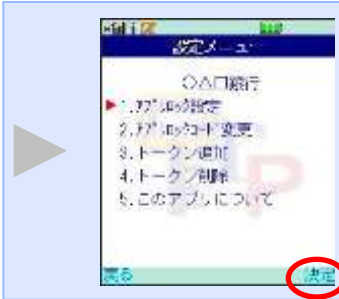 設定メニュー
○△□銀行
1.ｱﾌﾟﾘﾛｯｸ設定
2.ｱﾌﾟﾘﾛｯｸｺｰﾄﾞ変更
3.トークン追加
4.トークン削除
5.このアプリについて
戻る 決定